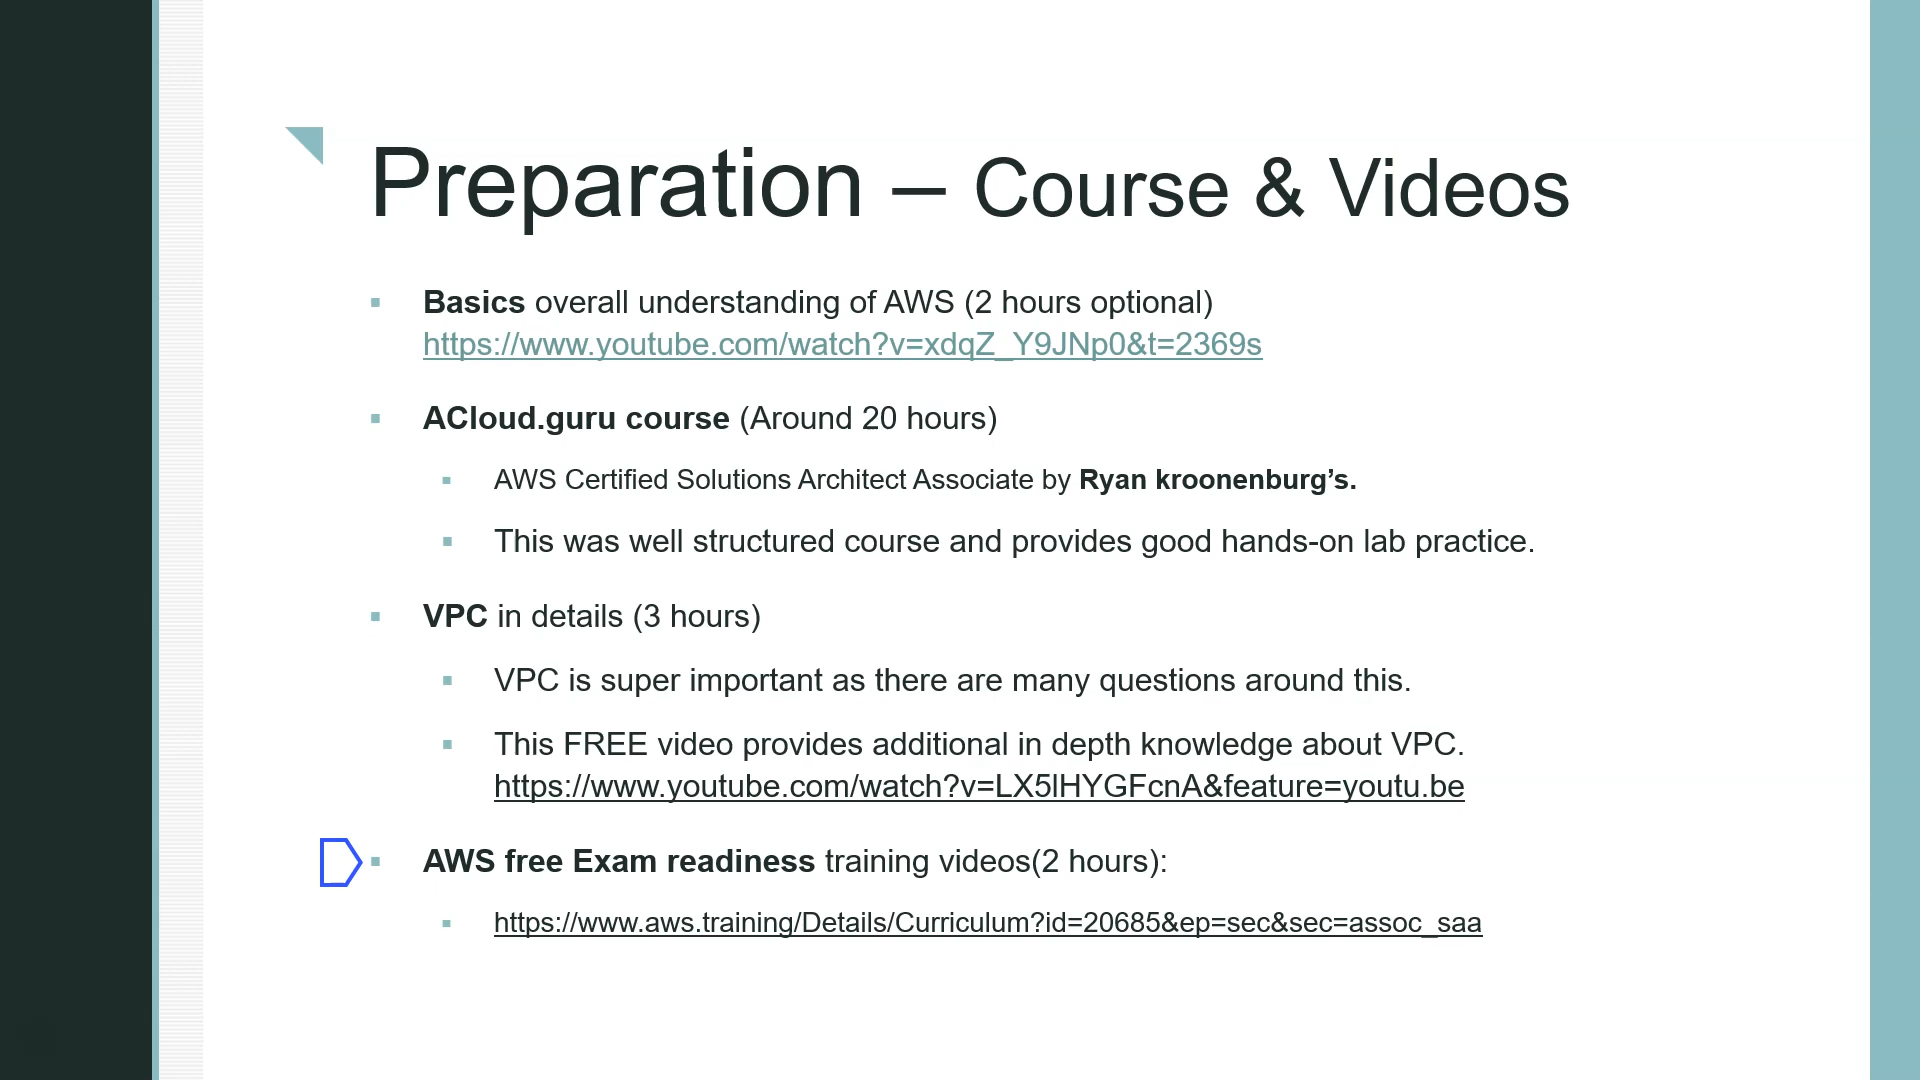 Preparation – Course & Videos
Basics overall understanding of AWS (2 hours optional)
https://www.youtube.com/watch?v=xdqZ_Y9JNp0&t=2369s
ACloud.guru course (Around 20 hours)
AWS Certified Solutions Architect Associate by Ryan kroonenburg’s.
This was well structured course and provides good hands-on lab practice.
VPC in details (3 hours)
VPC is super important as there are many questions around this.
This FREE video provides additional in depth knowledge about VPC.
https://www.youtube.com/watch?v=LX5lHYGFcnA&feature=youtu.be
AWS free Exam readiness training videos(2 hours):
https://www.aws.training/Details/Curriculum?id=20685&ep=sec&sec=assoc_saa